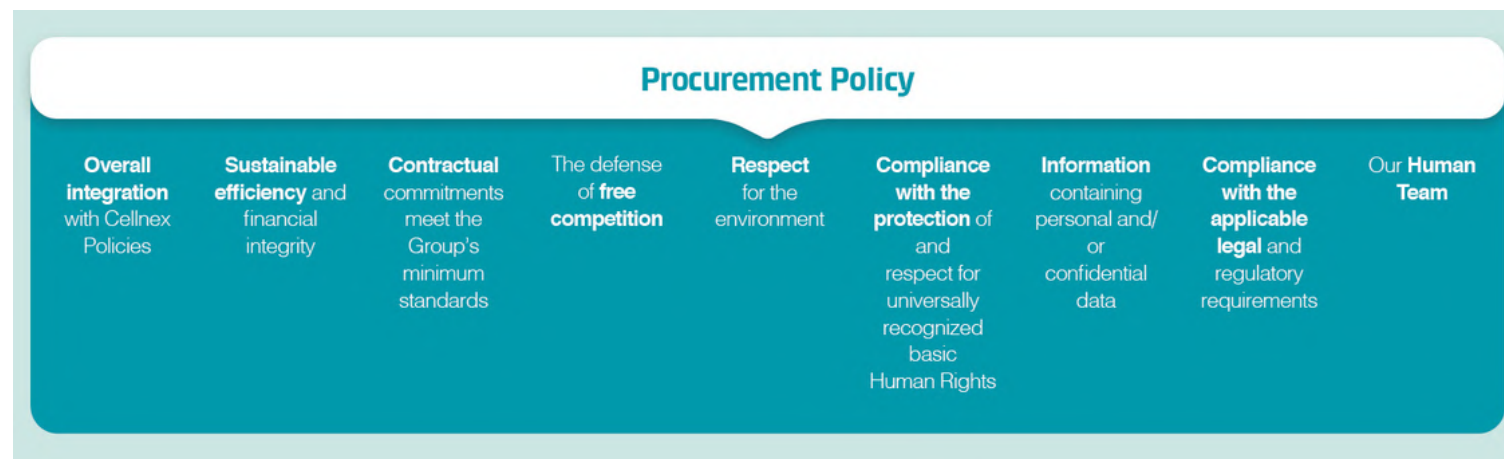 Procurement Policy
Overall
integration
with Cellnex
Policies
Sustainable
efficiency and
financial
integrity
Contractual
commitments
meet the
Group's
minimum
standards
The defense
of free
competition
Respect
for the
environment
Compliance
with the
protection of
and
respect for
universally
recognized
basic
Human Rights
Information
containing
personal and/
or
confidential
data
Compliance
with the
applicable
legal and
regulatory
requirements
Our Human
Team